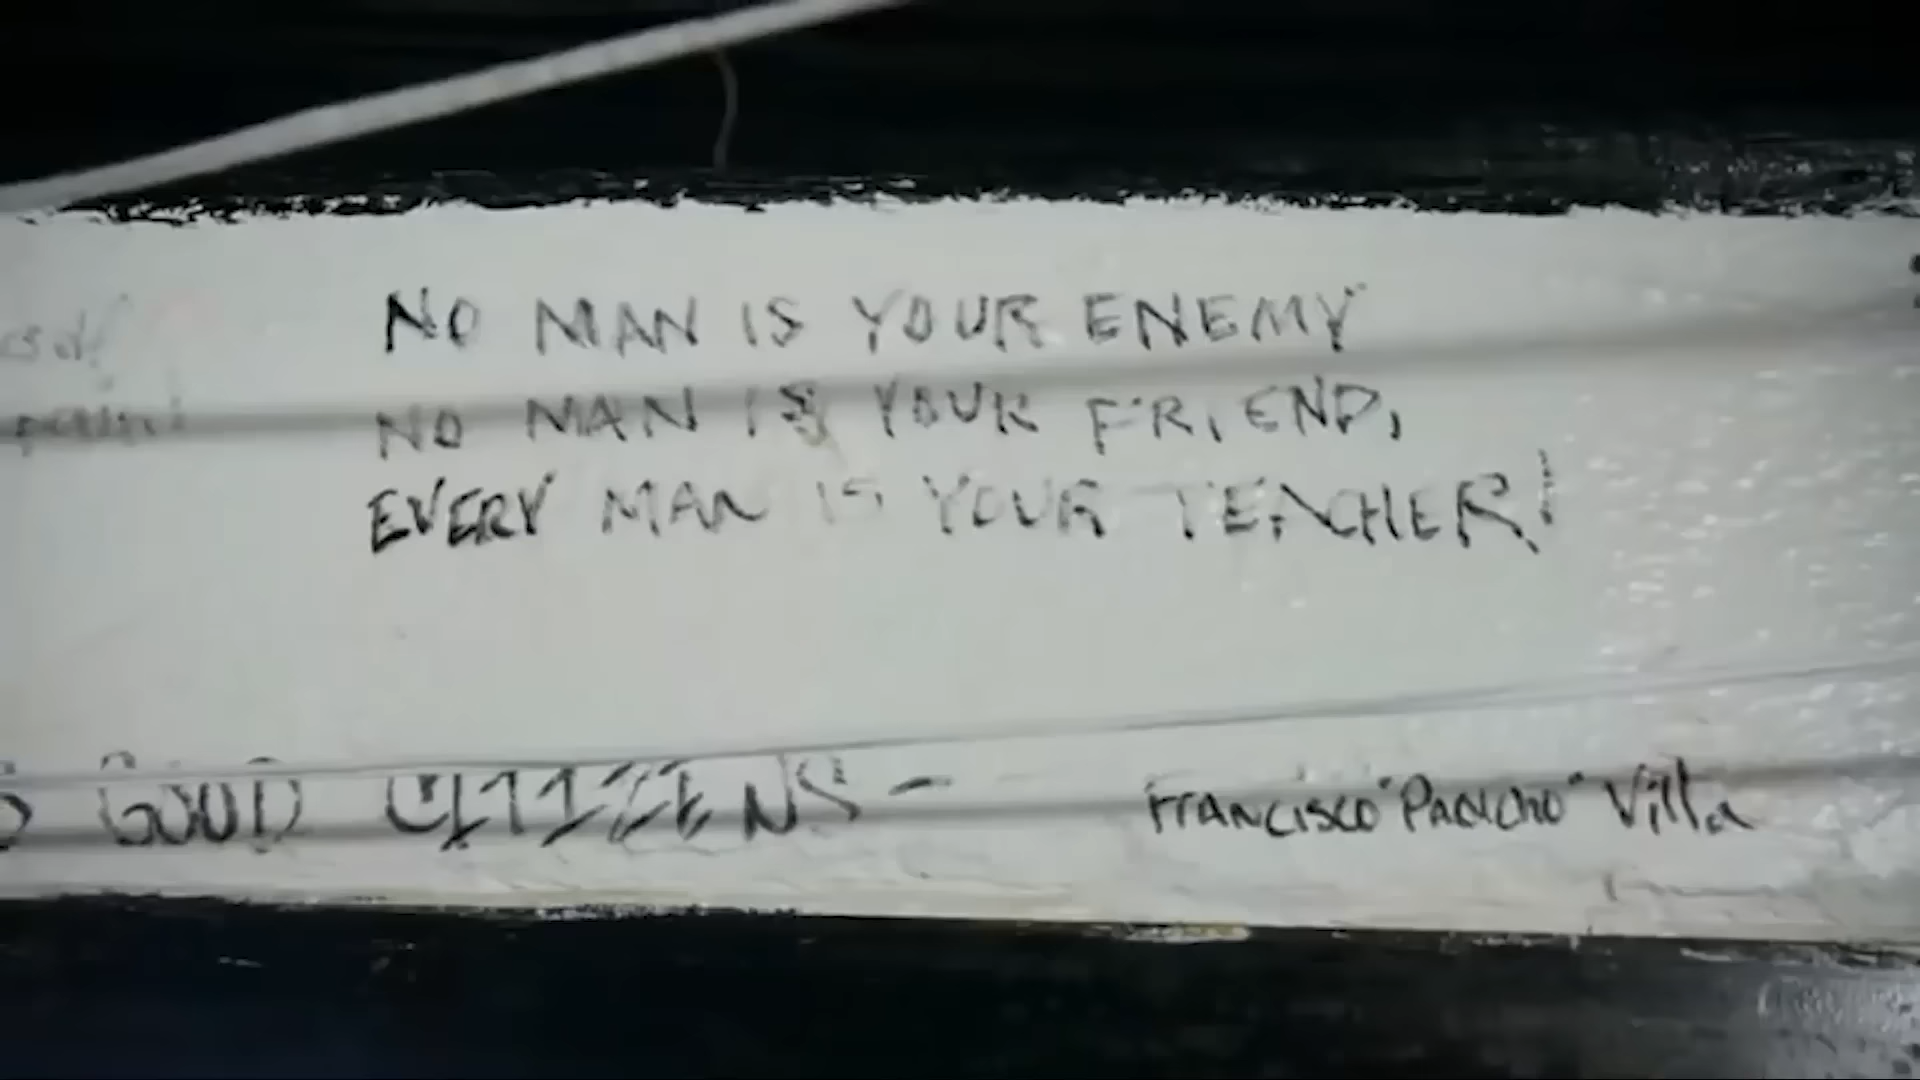 NO MAN IS YOUR ENEMY
NO MAN IS YOUR FRIEND,
EVERY MAN IS YOUR TEACHER!
GOOD CITIZENS - FRANCISCO "PANCHO" Villa